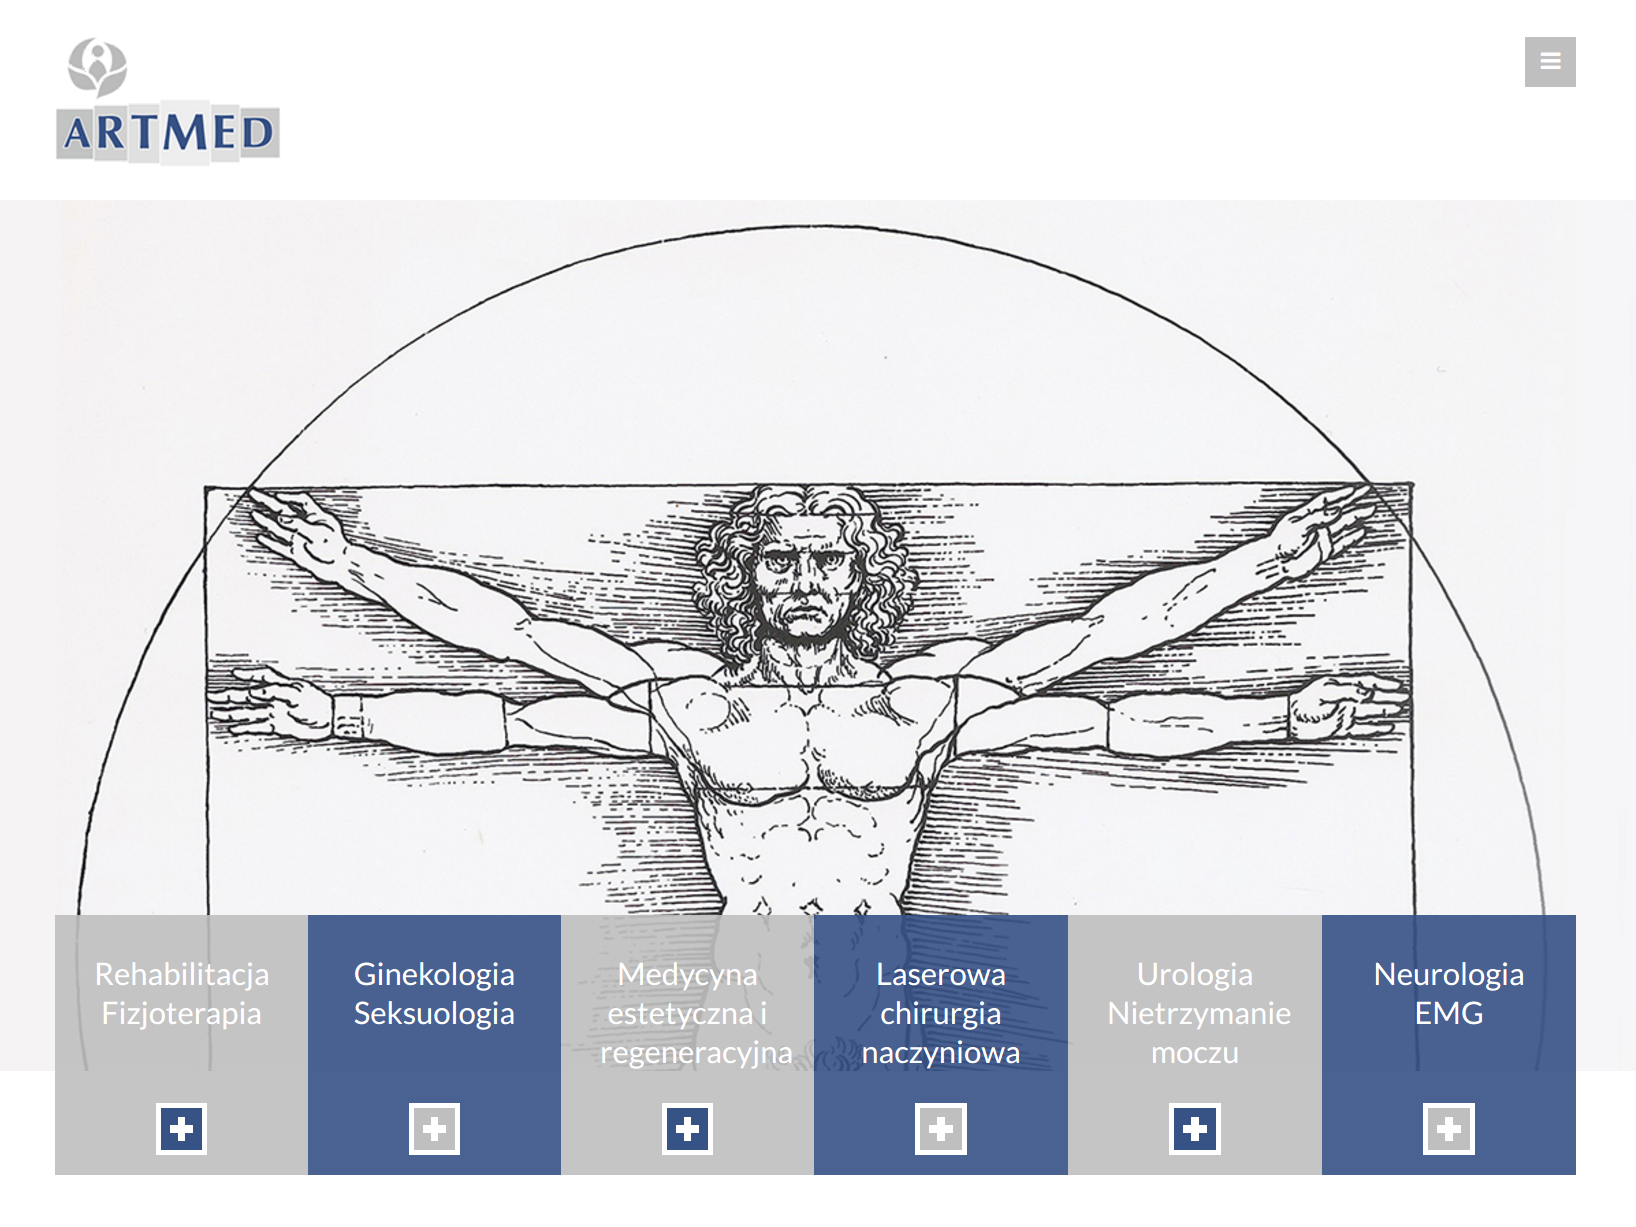 ARTMED
Rehabilitacja
Fizjoterapia
Ginekologia
Seksuologia
Medycyna
estetyczna i
regeneracyjna
Laserowa
chirurgia
naczyniowa
Urologia
Nietrzymanie
moczu
Neurologia
EMG